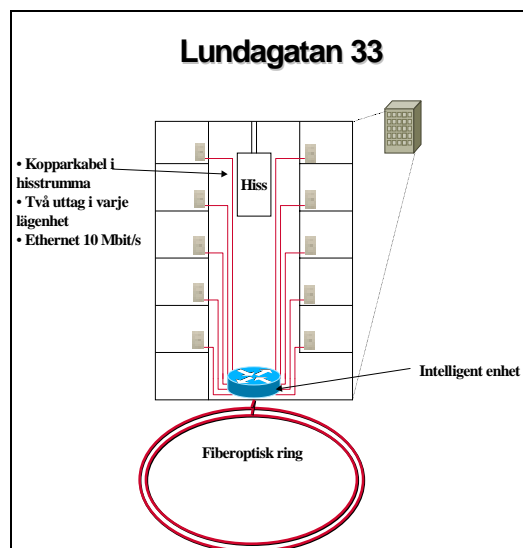 Lundagatan 33
• Kopparkabel i
hisstrumma
• Två uttag i varje
lägenhet
• Ethernet 10 Mbit/s
Hiss
Intelligent enhet
Fiberoptisk ring